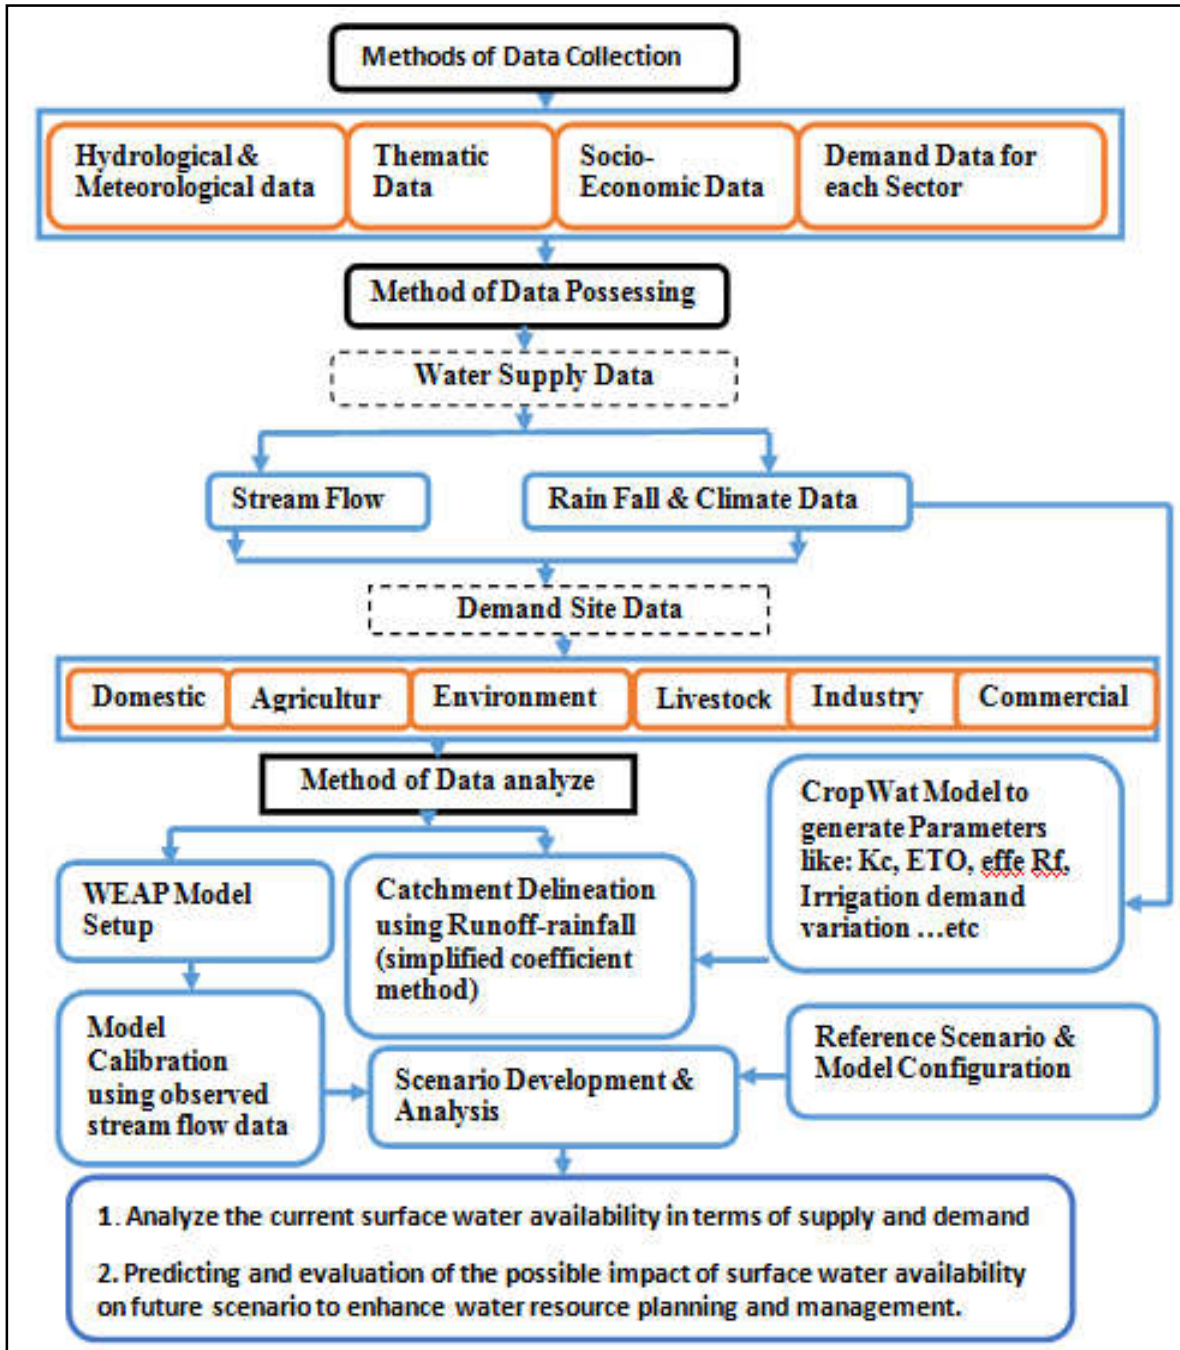 Methods of Data Collection
Hydrological &
Meteorological data
Thematic
Data
Socio-
Economic Data
Demand Data for
each Sector
Method of Data Possessing
Water Supply Data
Stream Flow
Rain Fall & Climate Data
Demand Site Data
Domestic
Agricultur
Environment
Livestock
Industry
Commercial
Method of Data analyze
WEAP Model
Setup
Catchment Delineation
using Runoff-rainfall
(simplified coefficient
method)
CropWat Model to
generate Parameters
like: Kc, ETO, effe Rf,
Irrigation demand
variation ...etc
Model
Calibration
using observed
stream flow data
Scenario Development &
Analysis
Reference Scenario &
Model Configuration
1. Analyze the current surface water availability in terms of supply and demand
2. Predicting and evaluation of the possible impact of surface water availability
on future scenario to enhance water resource planning and management.